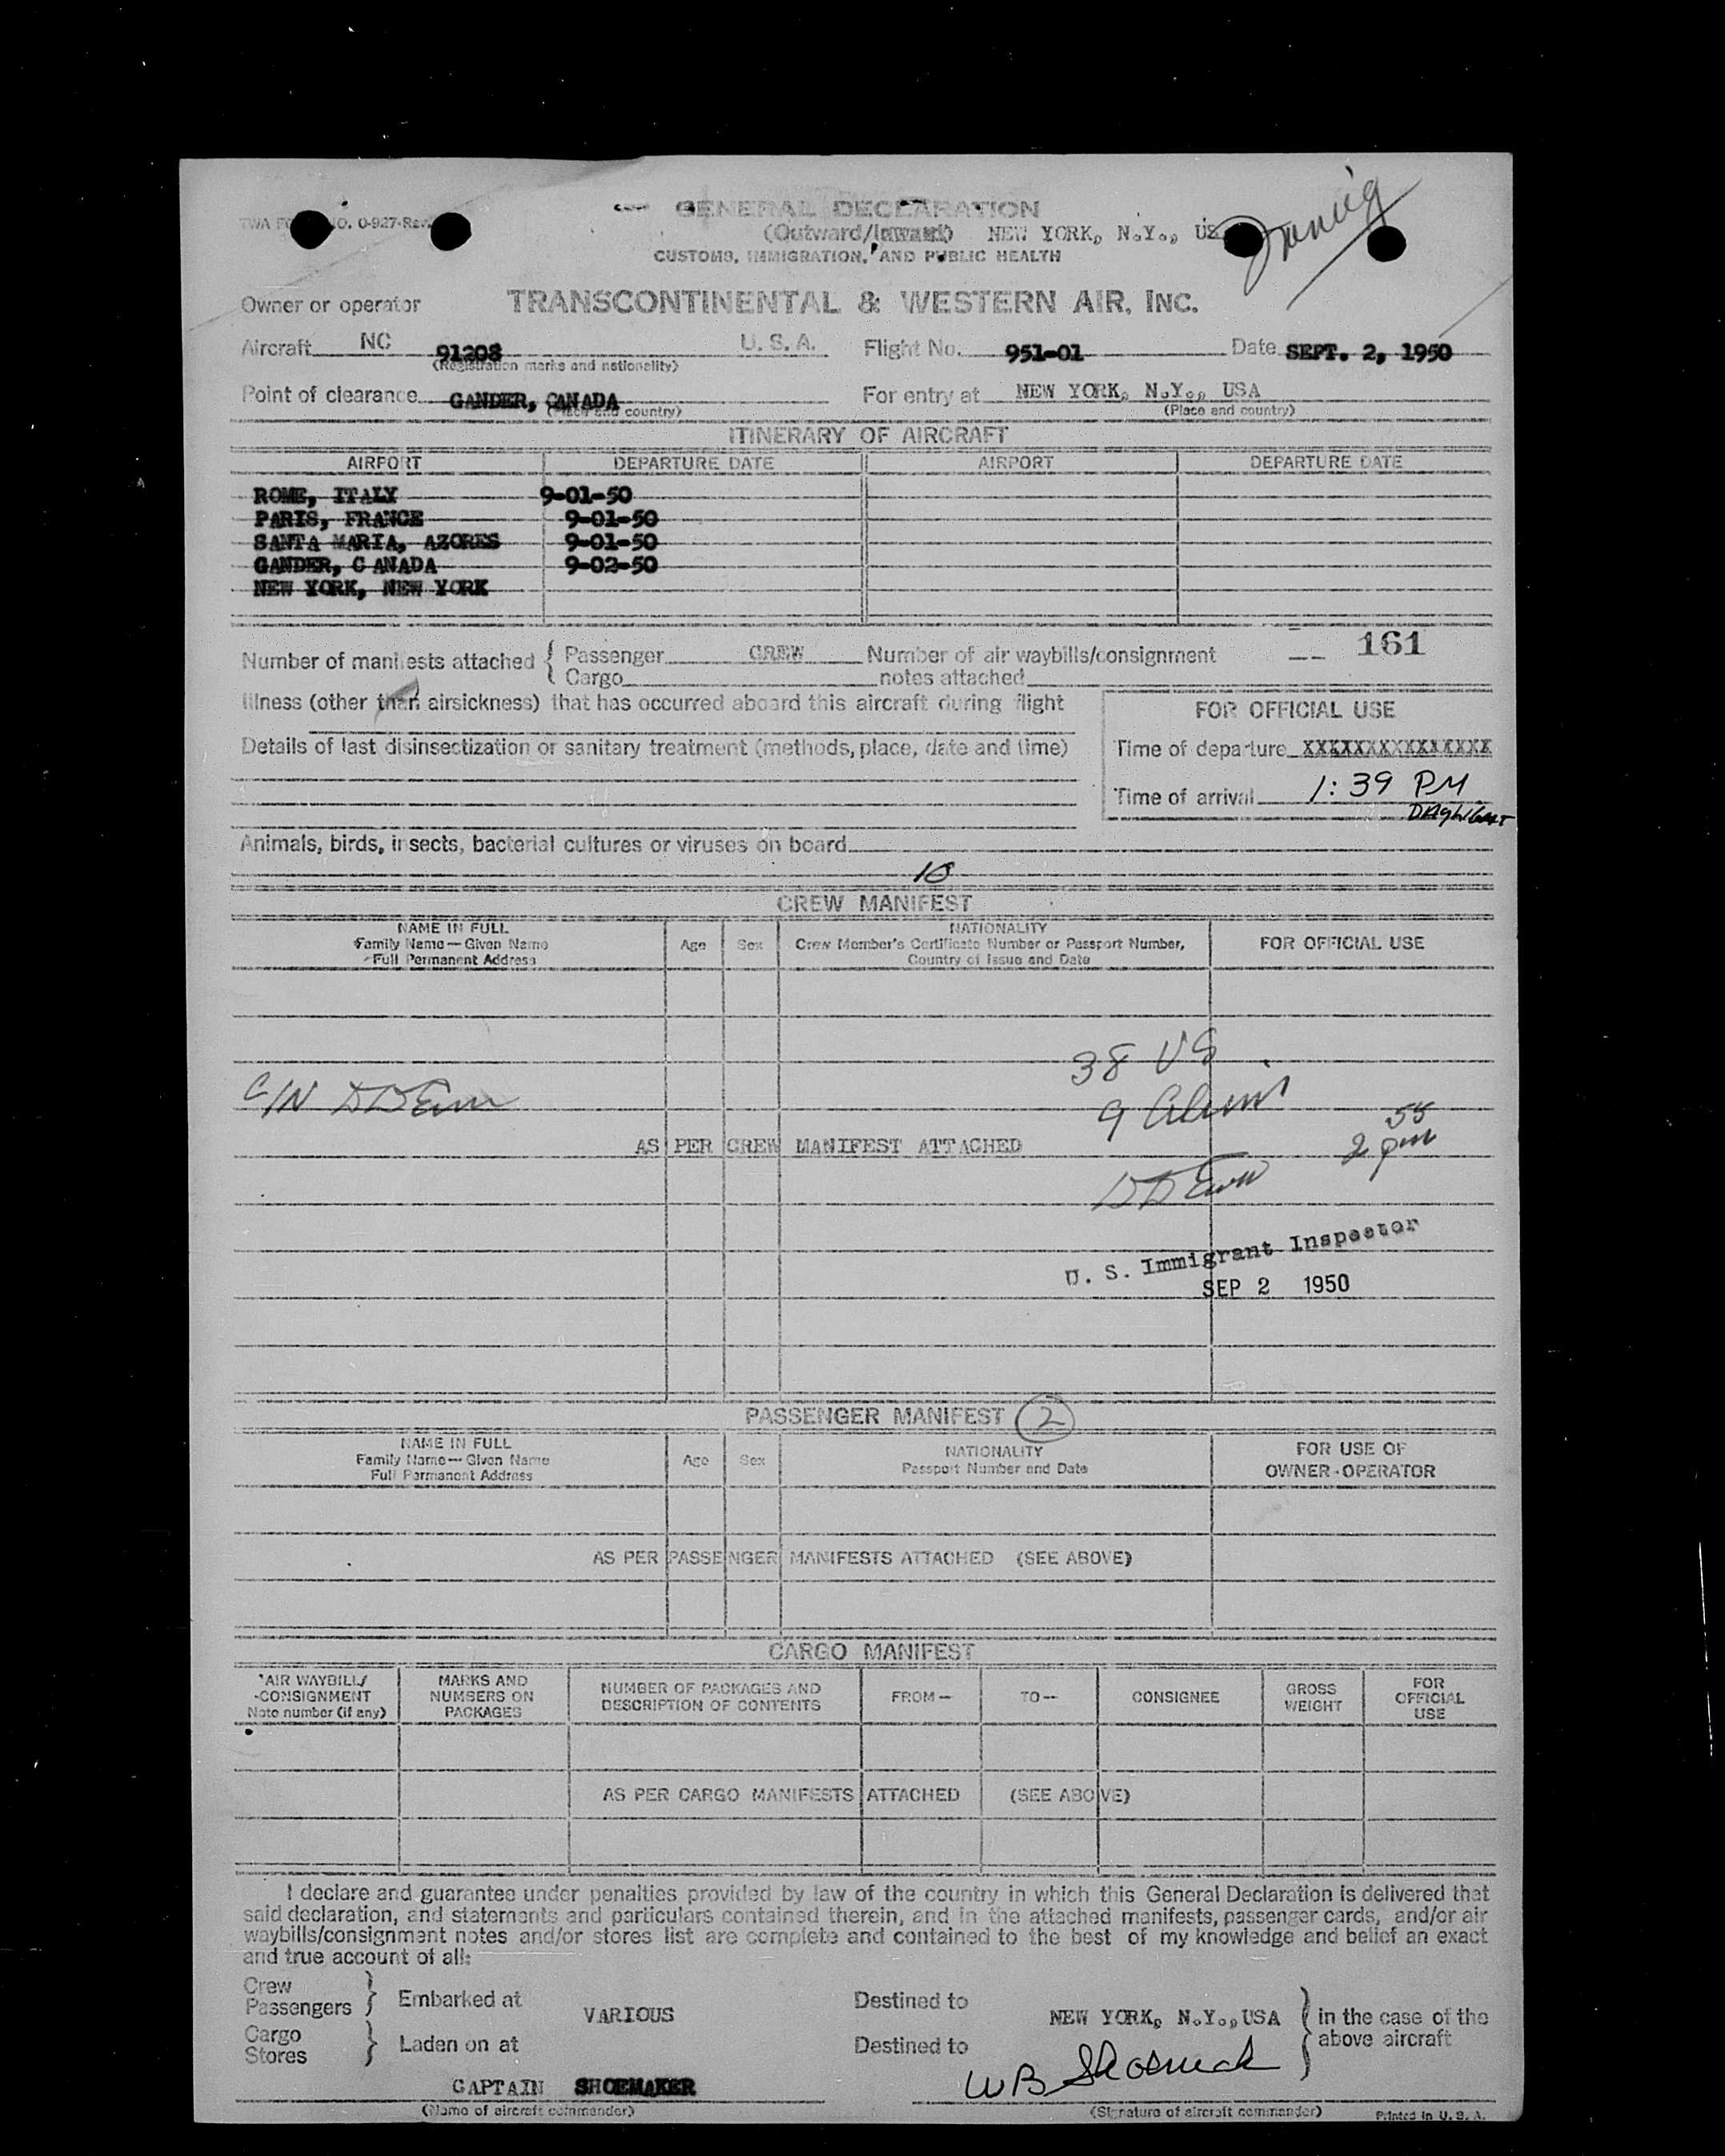 GENERAL DECLARATION
(Outward/Inward) NEW YORK, N.Y., US
CUSTOMS, IMMIGRATION, AND PUBLIC HEALTH
Owner or operator TRANSCONTINENTAL & WESTERN AIR, INC.
Aircraft NC 91208 U. S. A. Flight No. 951-01 Date SEPT. 2, 1950
(Registration marks and nationality)
Point of clearance GANDER, CANADA For entry at NEW YORK, N.Y., USA
(Place and country) (Place and country)
ITINERARY OF AIRCRAFT
AIRPORT DEPARTURE DATE AIRPORT DEPARTURE DATE
ROME, ITALY 9-01-50
PARIS, FRANCE 9-01-50
SANTA MARIA, AZORES 9-01-50
GANDER, C ANADA 9-02-50
NEW YORK, NEW YORK
161
Number of manifests attached { Passenger CREW Number of air waybills/consignment
Cargo notes attached
Illness (other than airsickness) that has occurred aboard this aircraft during flight
FOR OFFICIAL USE
Details of last disinsectization or sanitary treatment (methods, place, date and time)
Time of departure XXXXXXXXXXXXXXXX
Time of arrival 1:39 PM
DAYLIGHT
Animals, birds, insects, bacterial cultures or viruses on board
10
CREW MANIFEST
NAME IN FULL
Family Name — Given Name
Full Permanent Address
Age Sex
NATIONALITY
Crew Member's Certificate Number or Passport Number,
Country of Issue and Date
FOR OFFICIAL USE
38 US
C/N
9 Aliens
55
2 pm
AS PER CREW MANIFEST ATTACHED
U. S. Immigrant Inspector
SEP 2 1950
PASSENGER MANIFEST 2
NAME IN FULL
Family Name — Given Name
Full Permanent Address
Age Sex
NATIONALITY
Passport Number and Date
FOR USE OF
OWNER-OPERATOR
AS PER PASSENGER MANIFESTS ATTACHED (SEE ABOVE)
CARGO MANIFEST
AIR WAYBILL/
CONSIGNMENT
Note number (if any)
MARKS AND
NUMBERS ON
PACKAGES
NUMBER OF PACKAGES AND
DESCRIPTION OF CONTENTS
FROM—
TO—
CONSIGNEE
GROSS
WEIGHT
FOR
OFFICIAL
USE
AS PER CARGO MANIFESTS ATTACHED (SEE ABOVE)
I declare and guarantee under penalties provided by law of the country in which this General Declaration is delivered that
said declaration, and statements and particulars contained therein, and in the attached manifests, passenger cards, and/or air
waybills/consignment notes and/or stores list are complete and contained to the best of my knowledge and belief an exact
and true account of all:
Crew
Passengers } Embarked at VARIOUS Destined to NEW YORK, N.Y., USA } in the case of the
above aircraft
Cargo
Stores } Laden on at Destined to
CAPTAIN SHOEMAKER WB Shoemaker
(Name of aircraft commander) (Signature of aircraft commander) Printed in U. S. A.